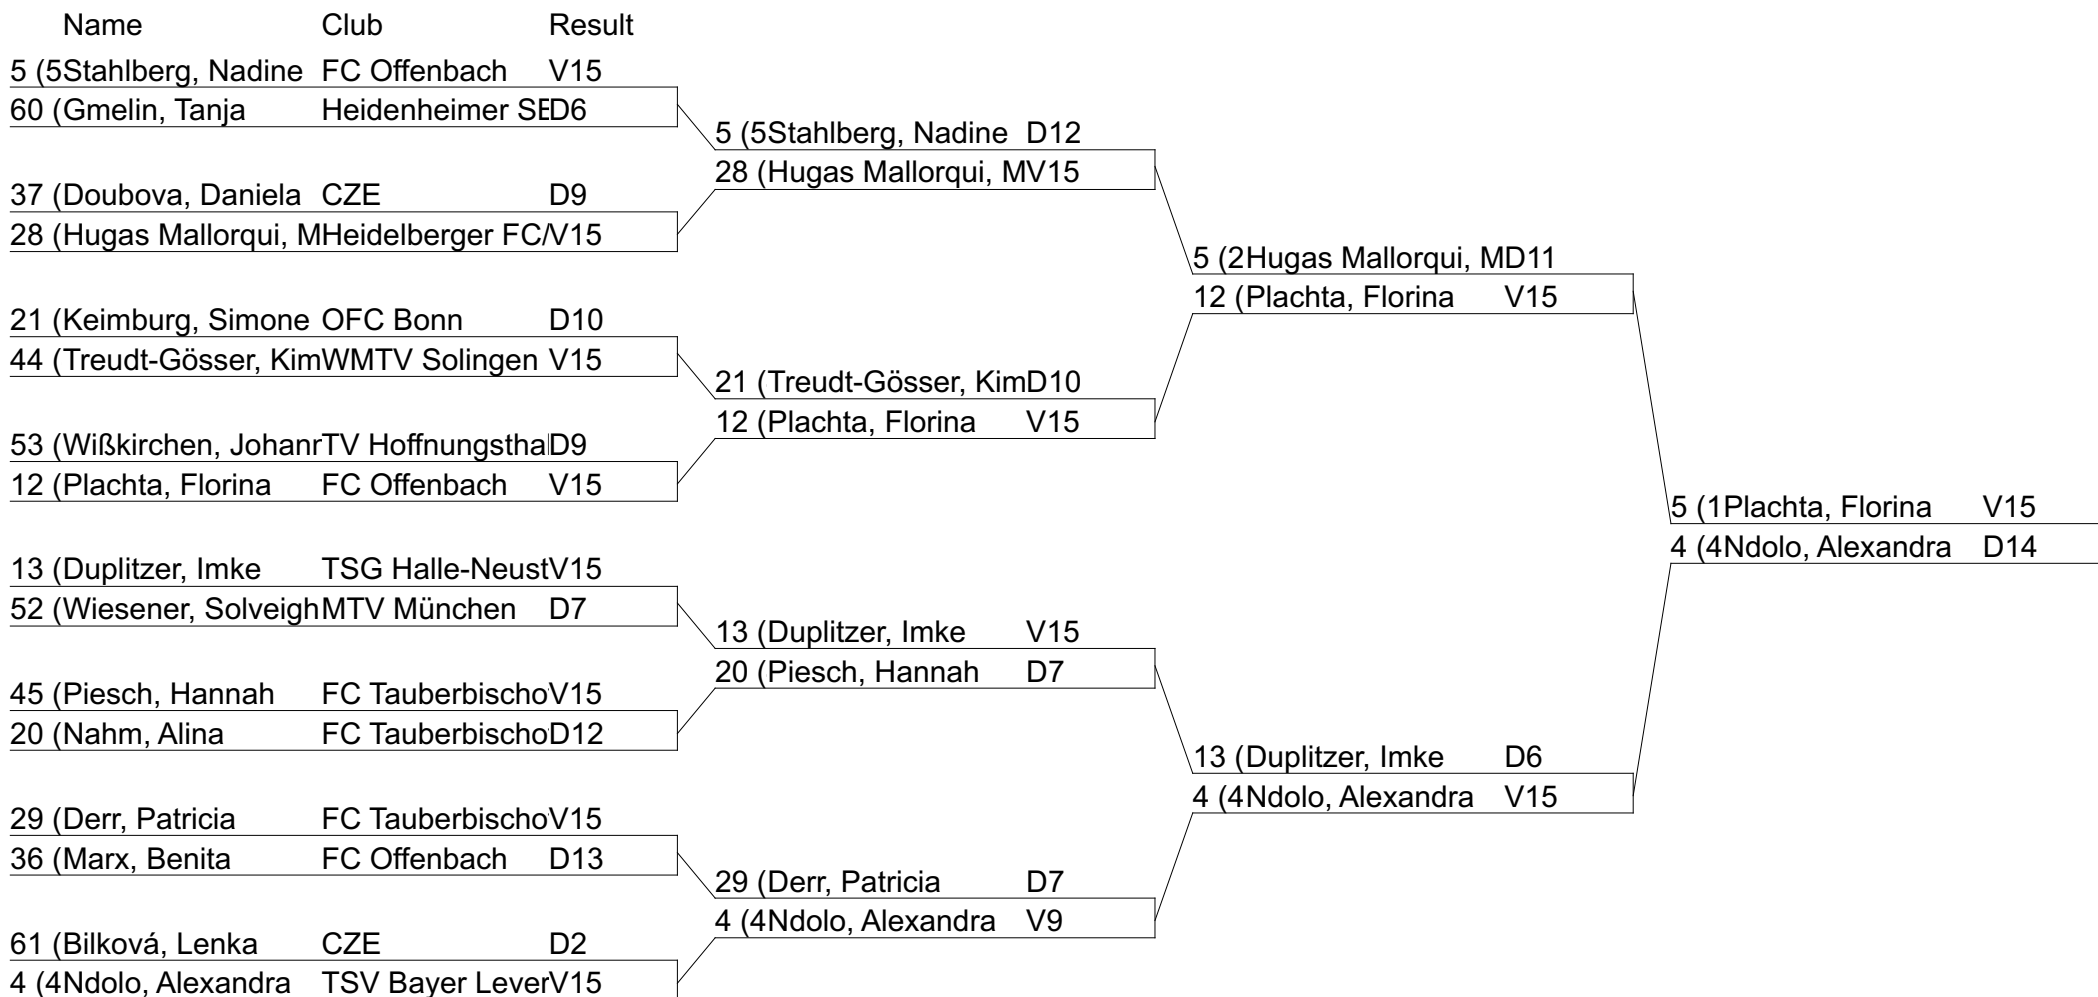 Name Club Result
5 (5Stahlberg, Nadine FC Offenbach V15
60 (Gmelin, Tanja Heidenheimer SBD6
37 (Doubova, Daniela CZE D9
28 (Hugas Mallorqui, MHeidelberger FC/V15
21 (Keimburg, Simone OFC Bonn D10
44 (Treudt-Gösser, KimWMTV Solingen V15
53 (Wißkirchen, JohanrTV HoffnungsthalD9
12 (Plachta, Florina FC Offenbach V15
13 (Duplitzer, Imke TSG Halle-NeustV15
52 (Wiesener, SolveighMTV München D7
45 (Piesch, Hannah FC TauberbischoV15
20 (Nahm, Alina FC TauberbischoD12
29 (Derr, Patricia FC TauberbischoV15
36 (Marx, Benita FC Offenbach D13
61 (Bilková, Lenka CZE D2
4 (4Ndolo, Alexandra TSV Bayer LeverV15
5 (5Stahlberg, Nadine D12
28 (Hugas Mallorqui, MV15
21 (Treudt-Gösser, KimD10
12 (Plachta, Florina V15
13 (Duplitzer, Imke V15
20 (Piesch, Hannah D7
29 (Derr, Patricia D7
4 (4Ndolo, Alexandra V9
5 (2Hugas Mallorqui, MD11
12 (Plachta, Florina V15
13 (Duplitzer, Imke D6
4 (4Ndolo, Alexandra V15
5 (1Plachta, Florina V15
4 (4Ndolo, Alexandra D14